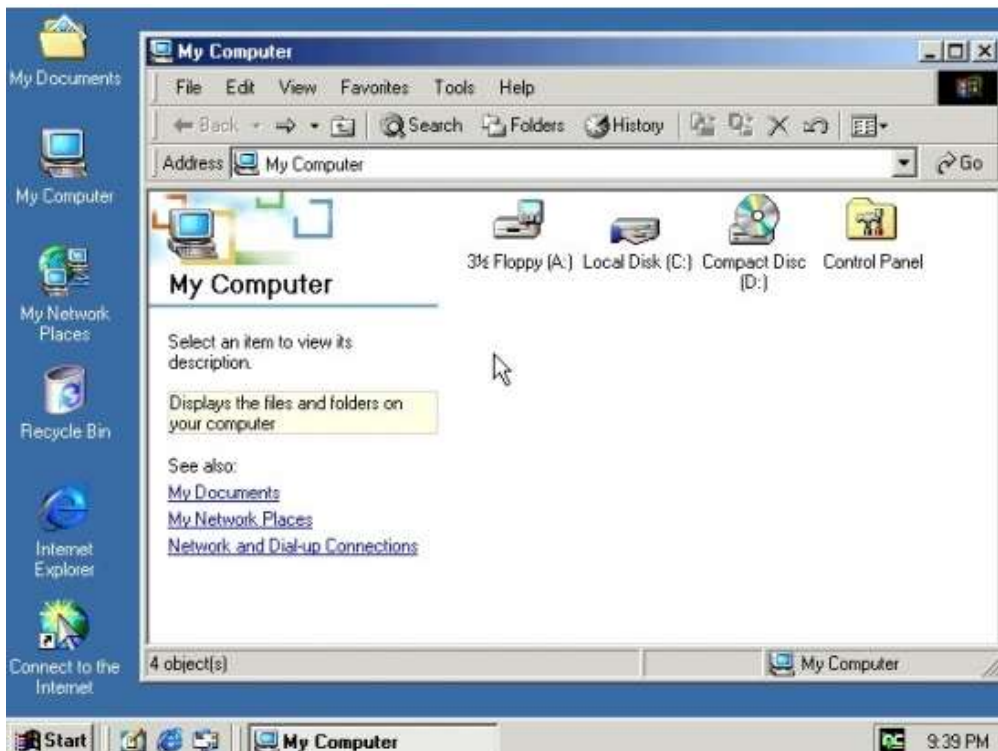 My Documents
My Computer
My Network
Places
Recycle Bin
Internet
Explorer
Connect to the
Internet
My Computer
File Edit View Favorites Tools Help
Back Search Folders History
Address My Computer Go
3½ Floppy (A:) Local Disk (C:) Compact Disc Control Panel
(D:)
My Computer
Select an item to view its
description.
Displays the files and folders on
your computer
See also:
My Documents
My Network Places
Network and Dial-up Connections
4 object(s) My Computer
Start My Computer 9:39 PM